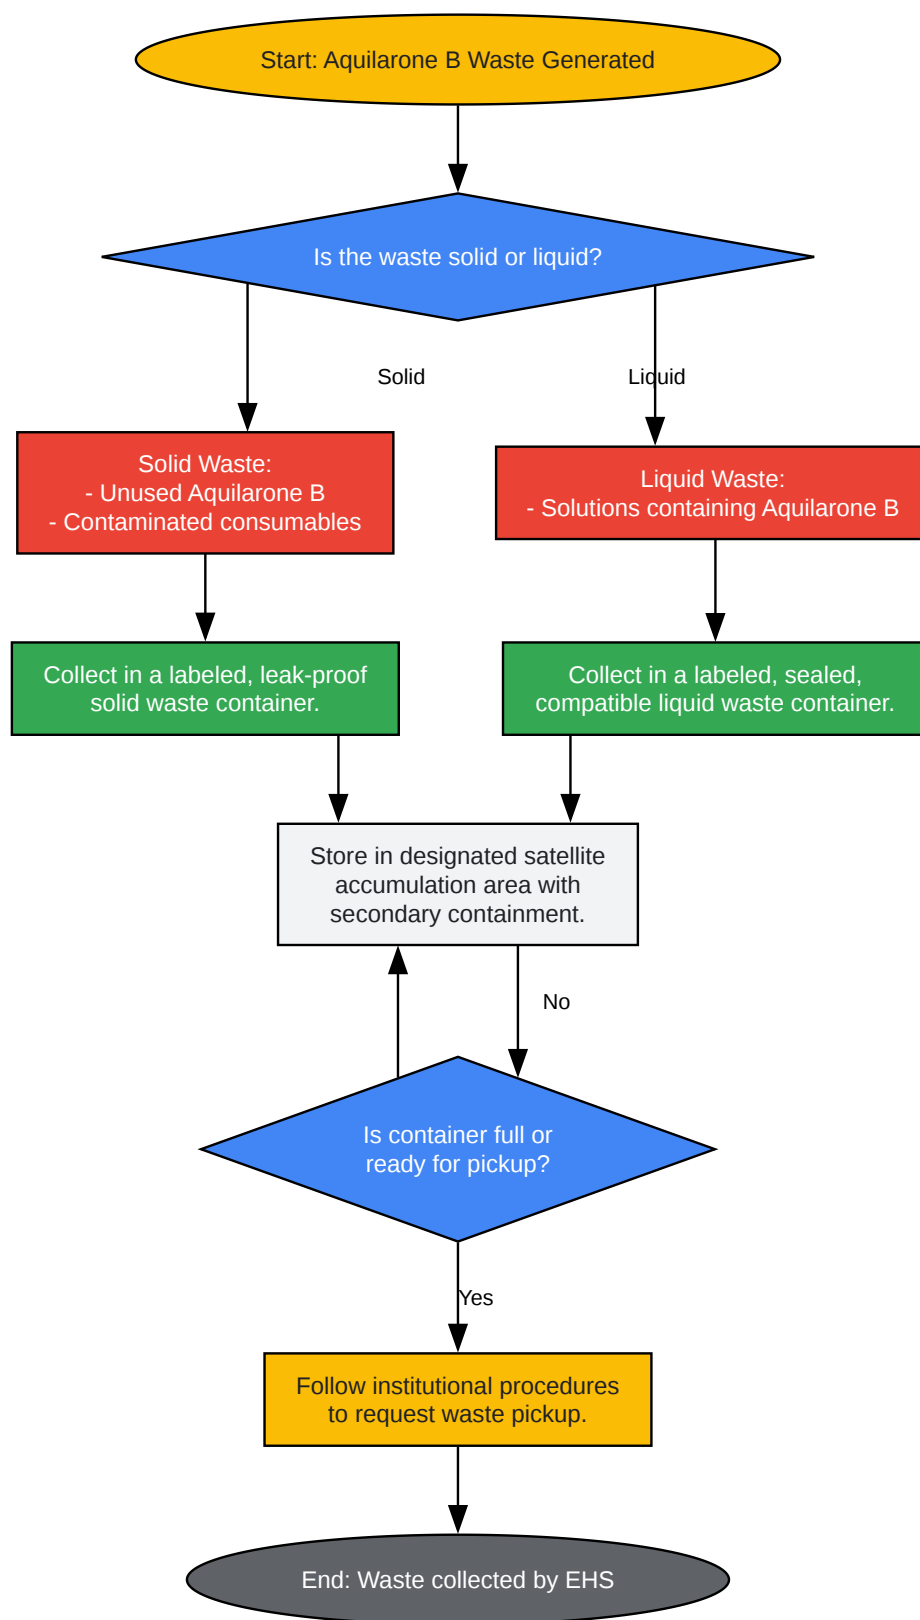 Start: Aquilarone B Waste Generated
Is the waste solid or liquid?
Solid
Liquid
Solid Waste:
- Unused Aquilarone B
- Contaminated consumables
Liquid Waste:
- Solutions containing Aquilarone B
Collect in a labeled, leak-proof
solid waste container.
Collect in a labeled, sealed,
compatible liquid waste container.
Store in designated satellite
accumulation area with
secondary containment.
No
Is container full or
ready for pickup?
Yes
Follow institutional procedures
to request waste pickup.
End: Waste collected by EHS